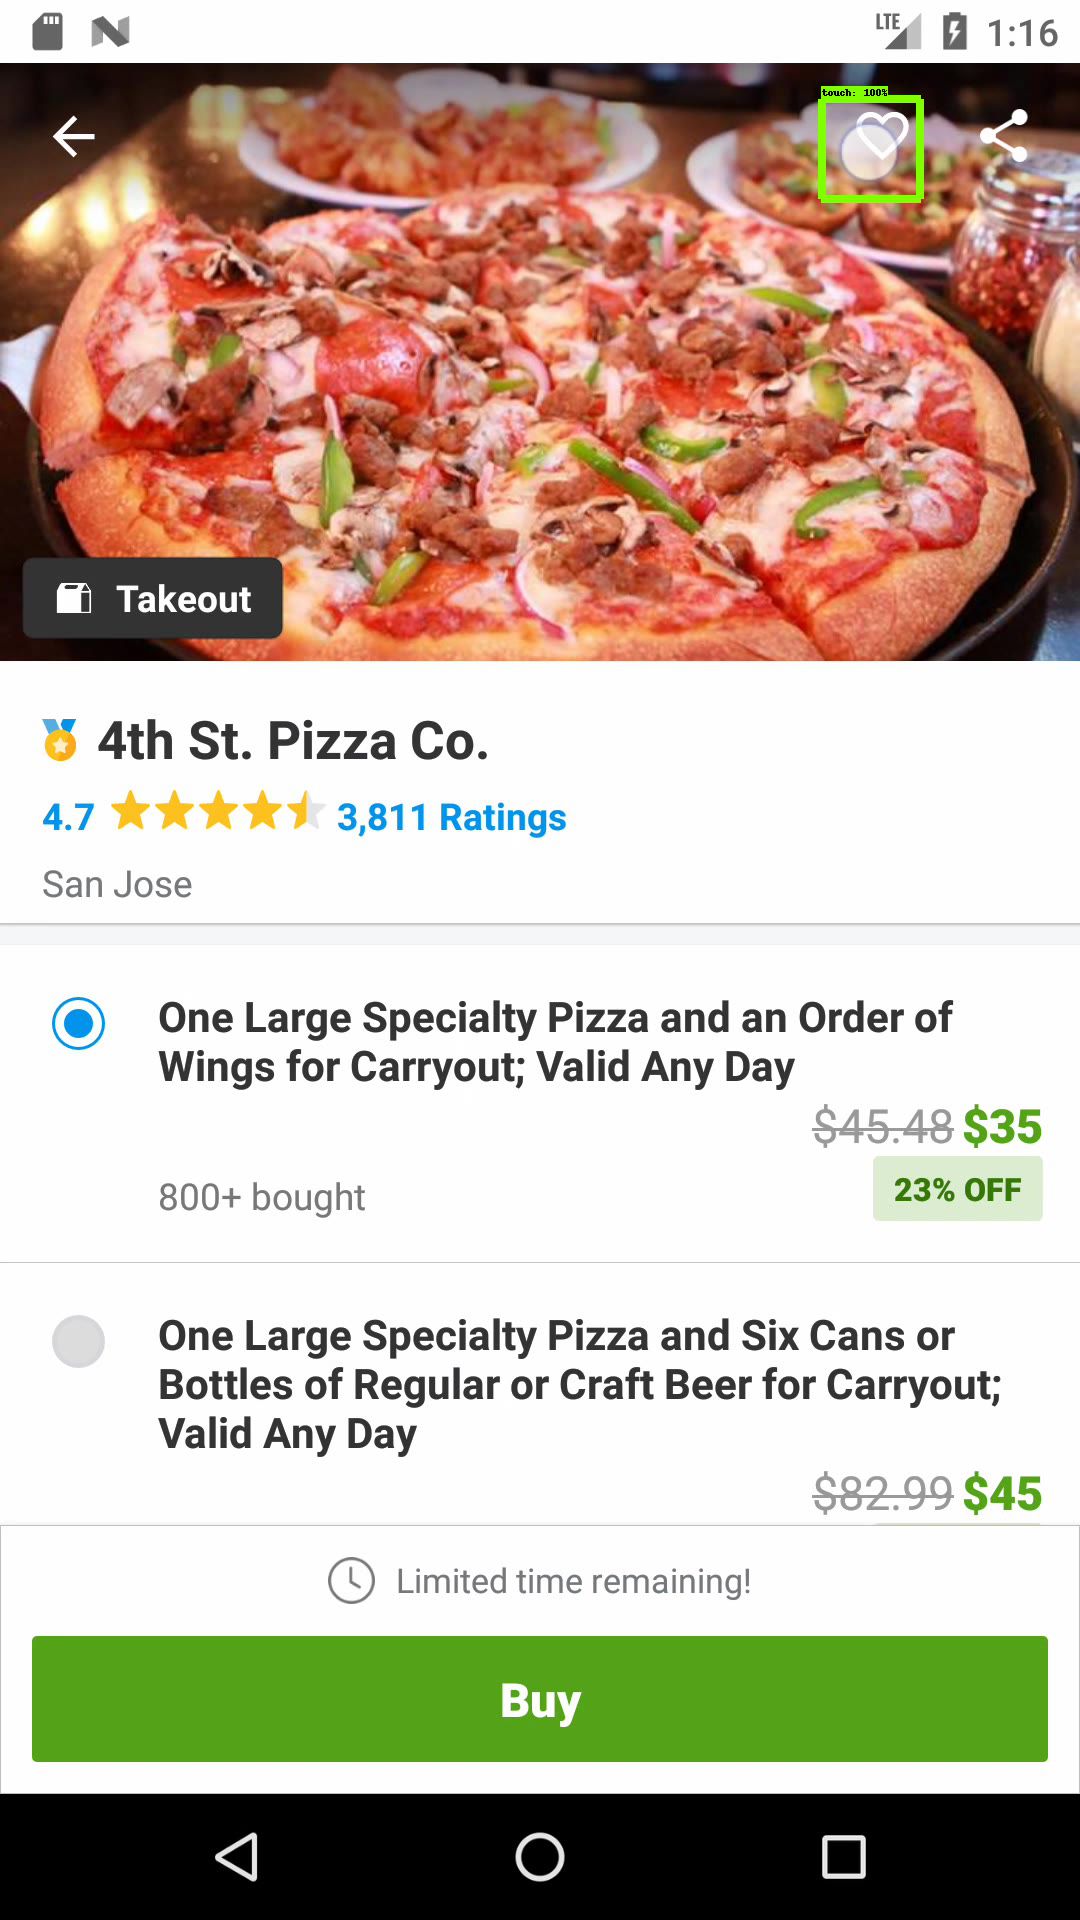 LTE 1:16
touch: 100%
Takeout
4th St. Pizza Co.
4.7 3,811 Ratings
San Jose
One Large Specialty Pizza and an Order of
Wings for Carryout; Valid Any Day
$45.48 $35
800+ bought 23% OFF
One Large Specialty Pizza and Six Cans or
Bottles of Regular or Craft Beer for Carryout;
Valid Any Day
$82.99 $45
Limited time remaining!
Buy